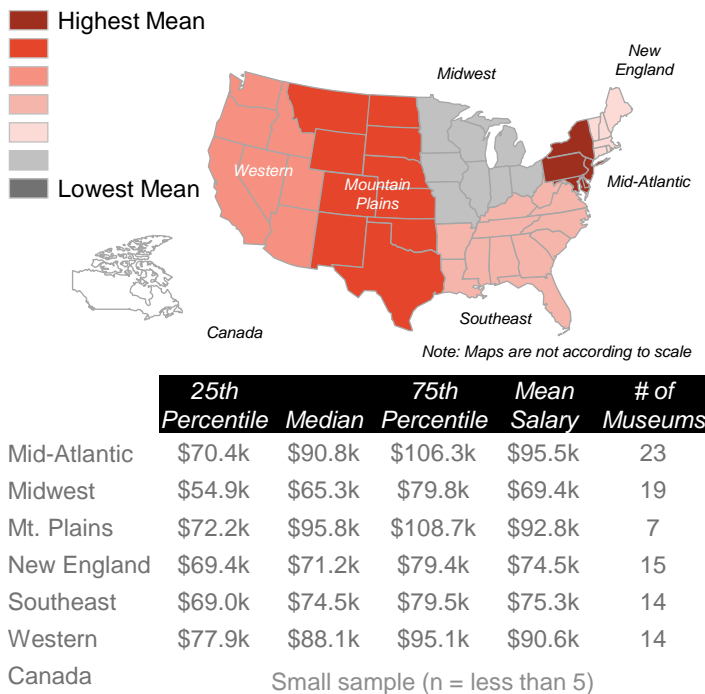 Highest Mean
Lowest Mean
New
England
Midwest
Western
Mountain
Plains
Mid-Atlantic
Southeast
Canada
Note: Maps are not according to scale
25th Percentile Median 75th Percentile Mean Salary # of Museums
Mid-Atlantic $70.4k $90.8k $106.3k $95.5k 23
Midwest $54.9k $65.3k $79.8k $69.4k 19
Mt. Plains $72.2k $95.8k $108.7k $92.8k 7
New England $69.4k $71.2k $79.4k $74.5k 15
Southeast $69.0k $74.5k $79.5k $75.3k 14
Western $77.9k $88.1k $95.1k $90.6k 14
Canada Small sample (n = less than 5)